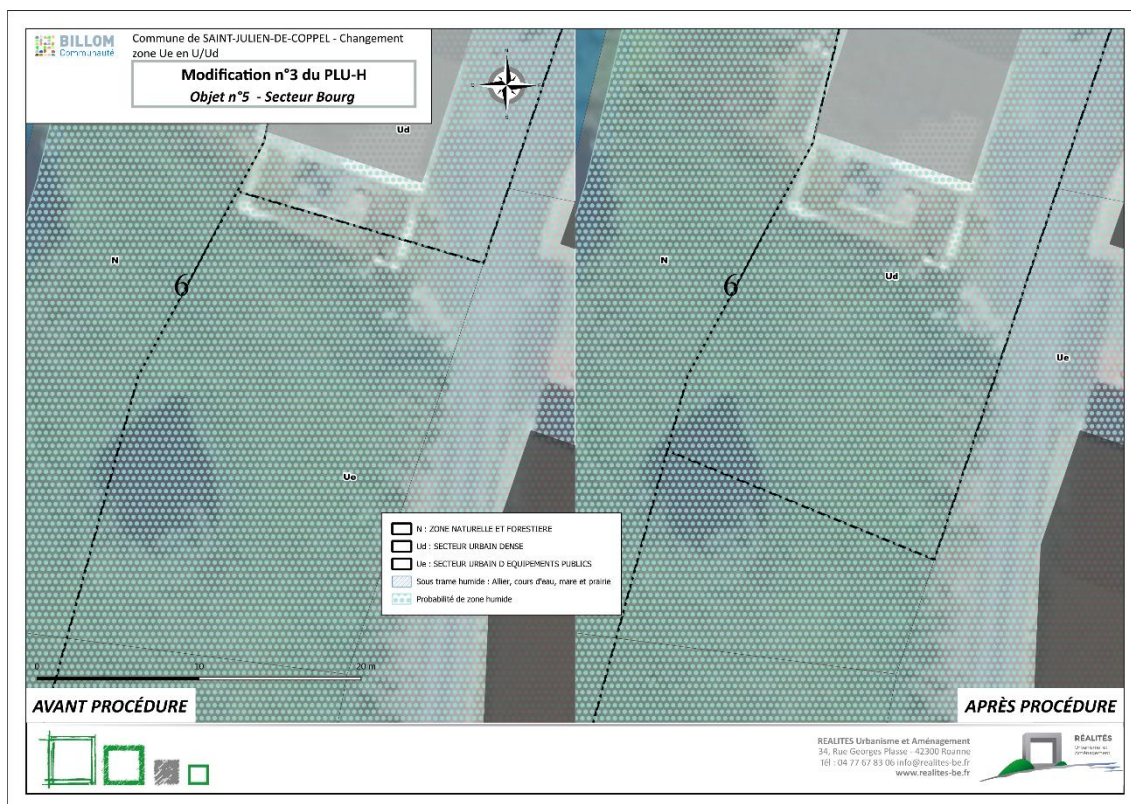 BILLOM
Communauté
Commune de SAINT-JULIEN-DE-COPPEL - Changement
zone Ue en U/Ud
Modification n°3 du PLU-H
Objet n°5 - Secteur Bourg
Ud
N
6
Ue
N
6
Ud
Ue
N : ZONE NATURELLE ET FORESTIERE
Ud : SECTEUR URBAIN DENSE
Ue : SECTEUR URBAIN D EQUIPEMENTS PUBLICS
Sous trame humide : Allier, cours d'eau, mare et prairie
Probabilité de zone humide
0 10 20 m
AVANT PROCÉDURE
APRÈS PROCÉDURE
REALITES Urbanisme et Aménagement
34, Rue Georges Plasse - 42300 Roanne
Tél : 04 77 67 83 06 info@realites-be.fr
www.realites-be.fr
RÉALITÉS
Urbanisme et
Aménagement